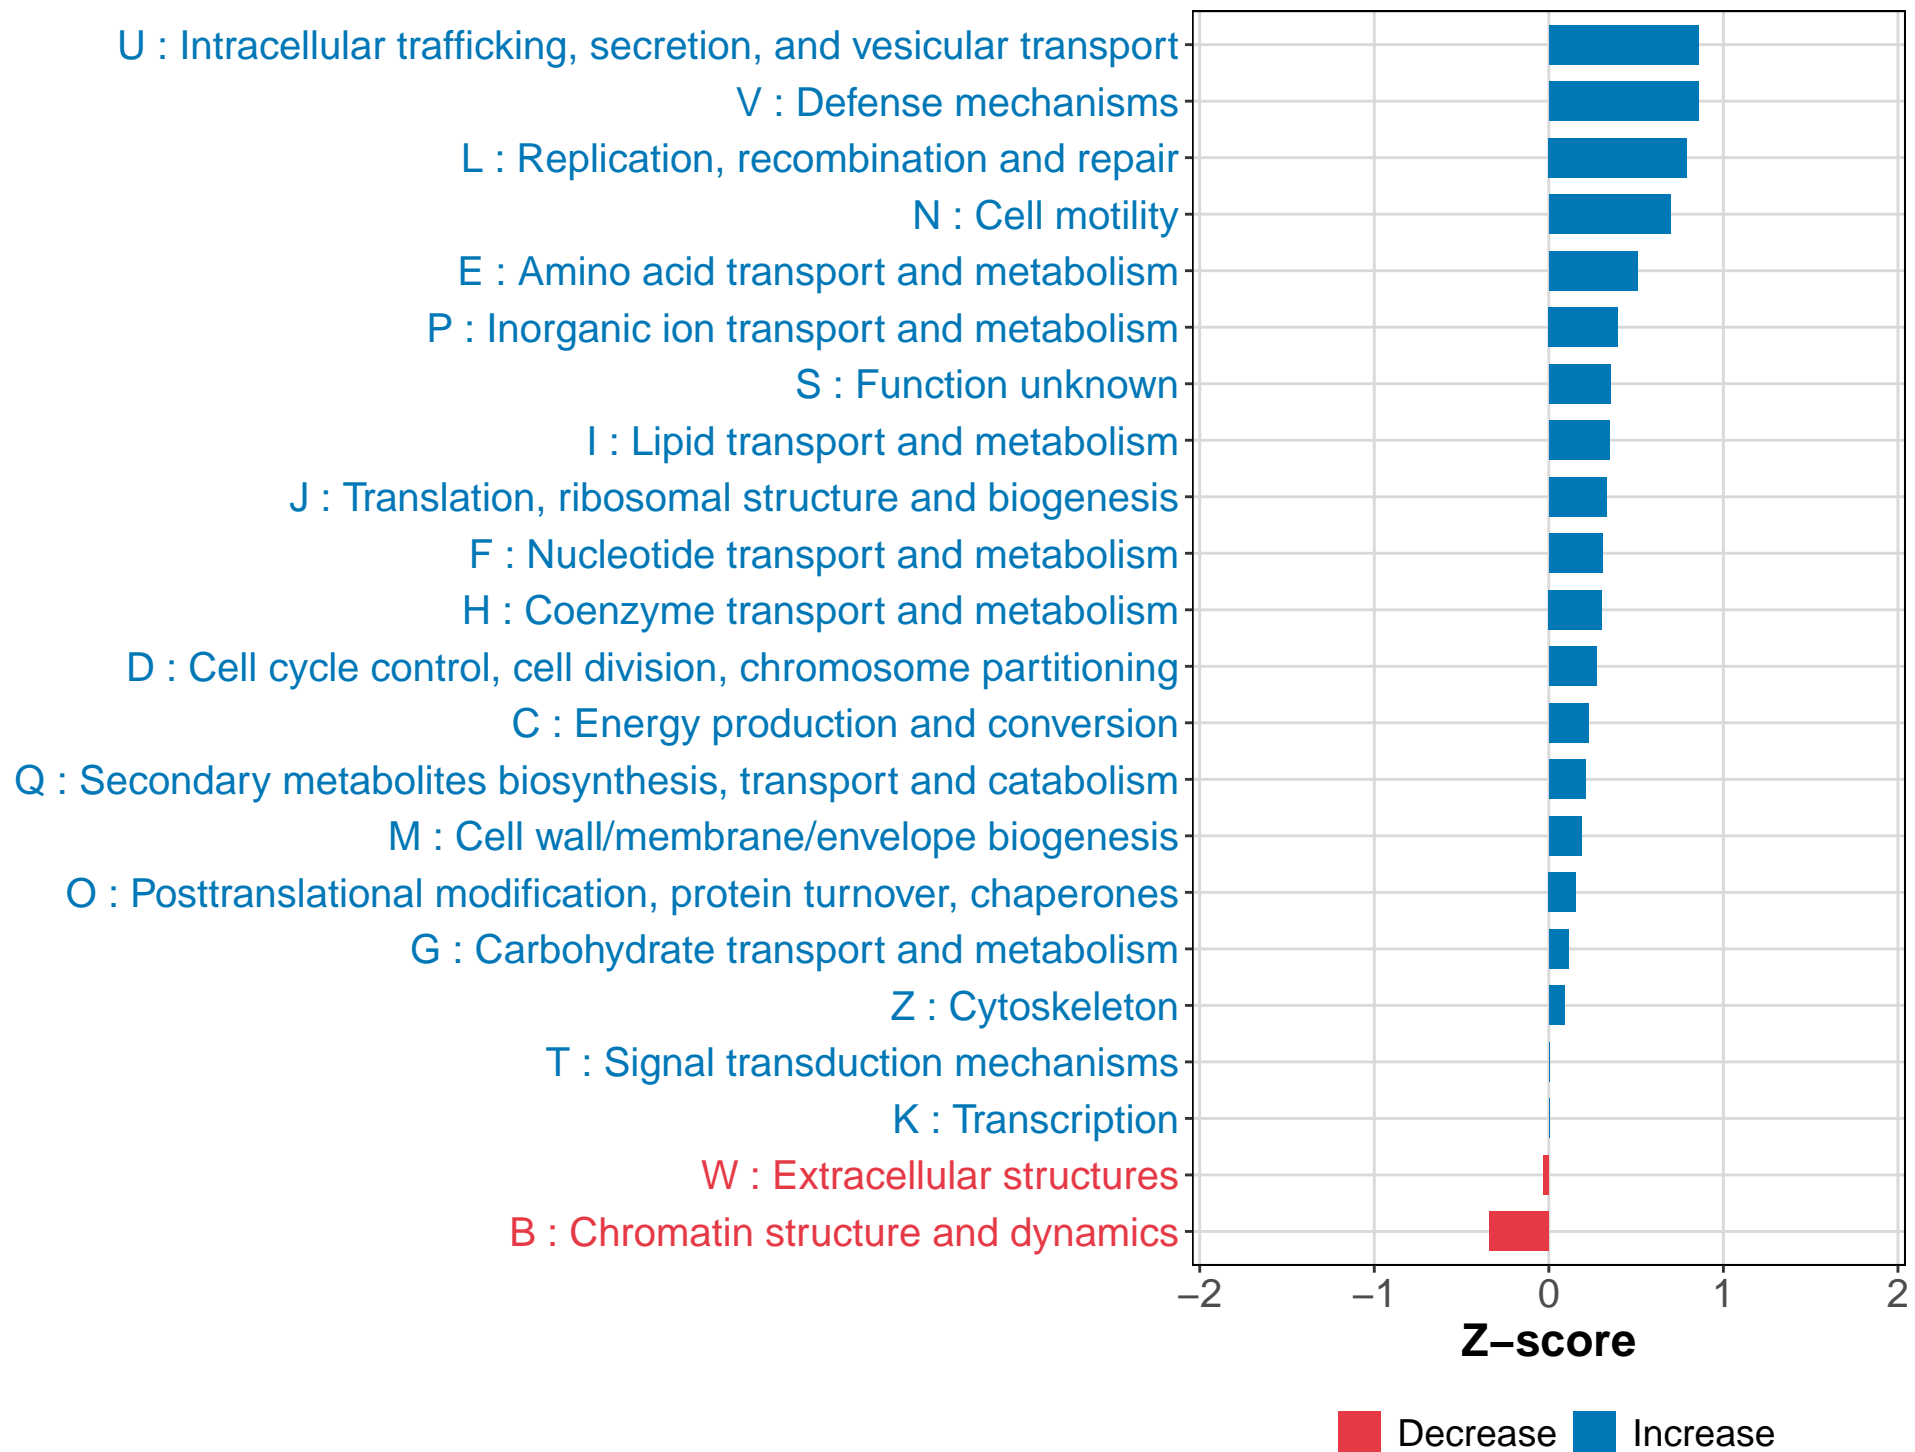 U : Intracellular trafficking, secretion, and vesicular transport
V : Defense mechanisms
L : Replication, recombination and repair
N : Cell motility
E : Amino acid transport and metabolism
P : Inorganic ion transport and metabolism
S : Function unknown
I : Lipid transport and metabolism
J : Translation, ribosomal structure and biogenesis
F : Nucleotide transport and metabolism
H : Coenzyme transport and metabolism
D : Cell cycle control, cell division, chromosome partitioning
C : Energy production and conversion
Q : Secondary metabolites biosynthesis, transport and catabolism
M : Cell wall/membrane/envelope biogenesis
O : Posttranslational modification, protein turnover, chaperones
G : Carbohydrate transport and metabolism
Z : Cytoskeleton
T : Signal transduction mechanisms
K : Transcription
W : Extracellular structures
B : Chromatin structure and dynamics
−2 −1 0 1 2
Z−score
Decrease Increase